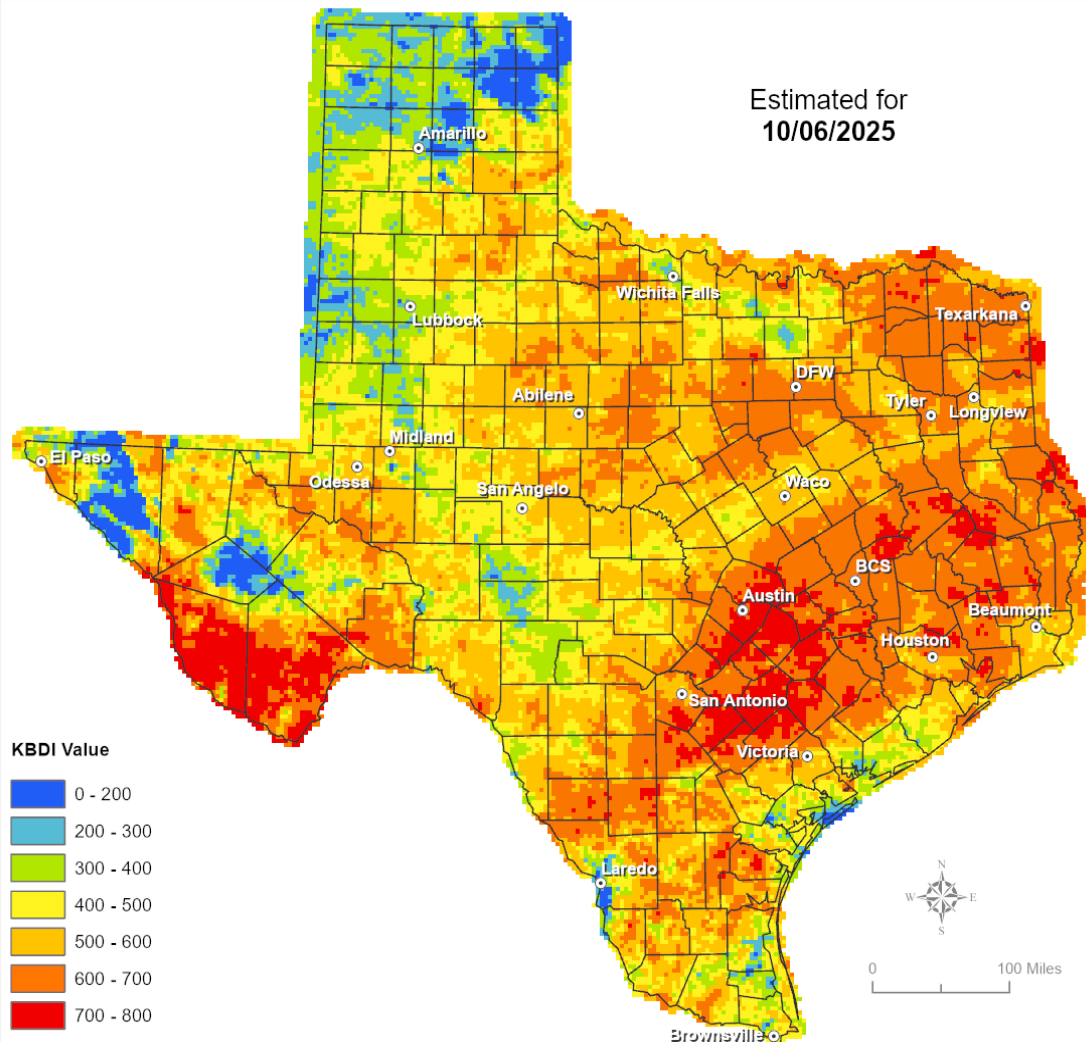 Estimated for
10/06/2025
Amarillo
Wichita Falls
Lubbock
Texarkana
DFW
Abilene
Tyler
Longview
Midland
El Paso
Odessa
San Angelo
Waco
BCS
Austin
Beaumont
Houston
San Antonio
Victoria
Laredo
Brownsville
KBDI Value
0 - 200
200 - 300
300 - 400
400 - 500
500 - 600
600 - 700
700 - 800
N
W E
S
0 100 Miles